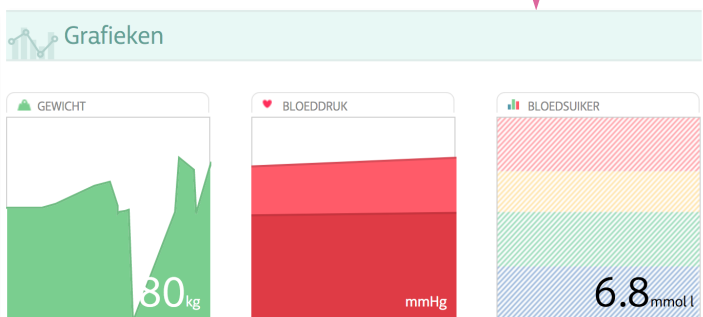 Grafieken
GEWICHT
BLOEDDRUK
BLOEDSUIKER
80kg
mmHg
6.8mmol l